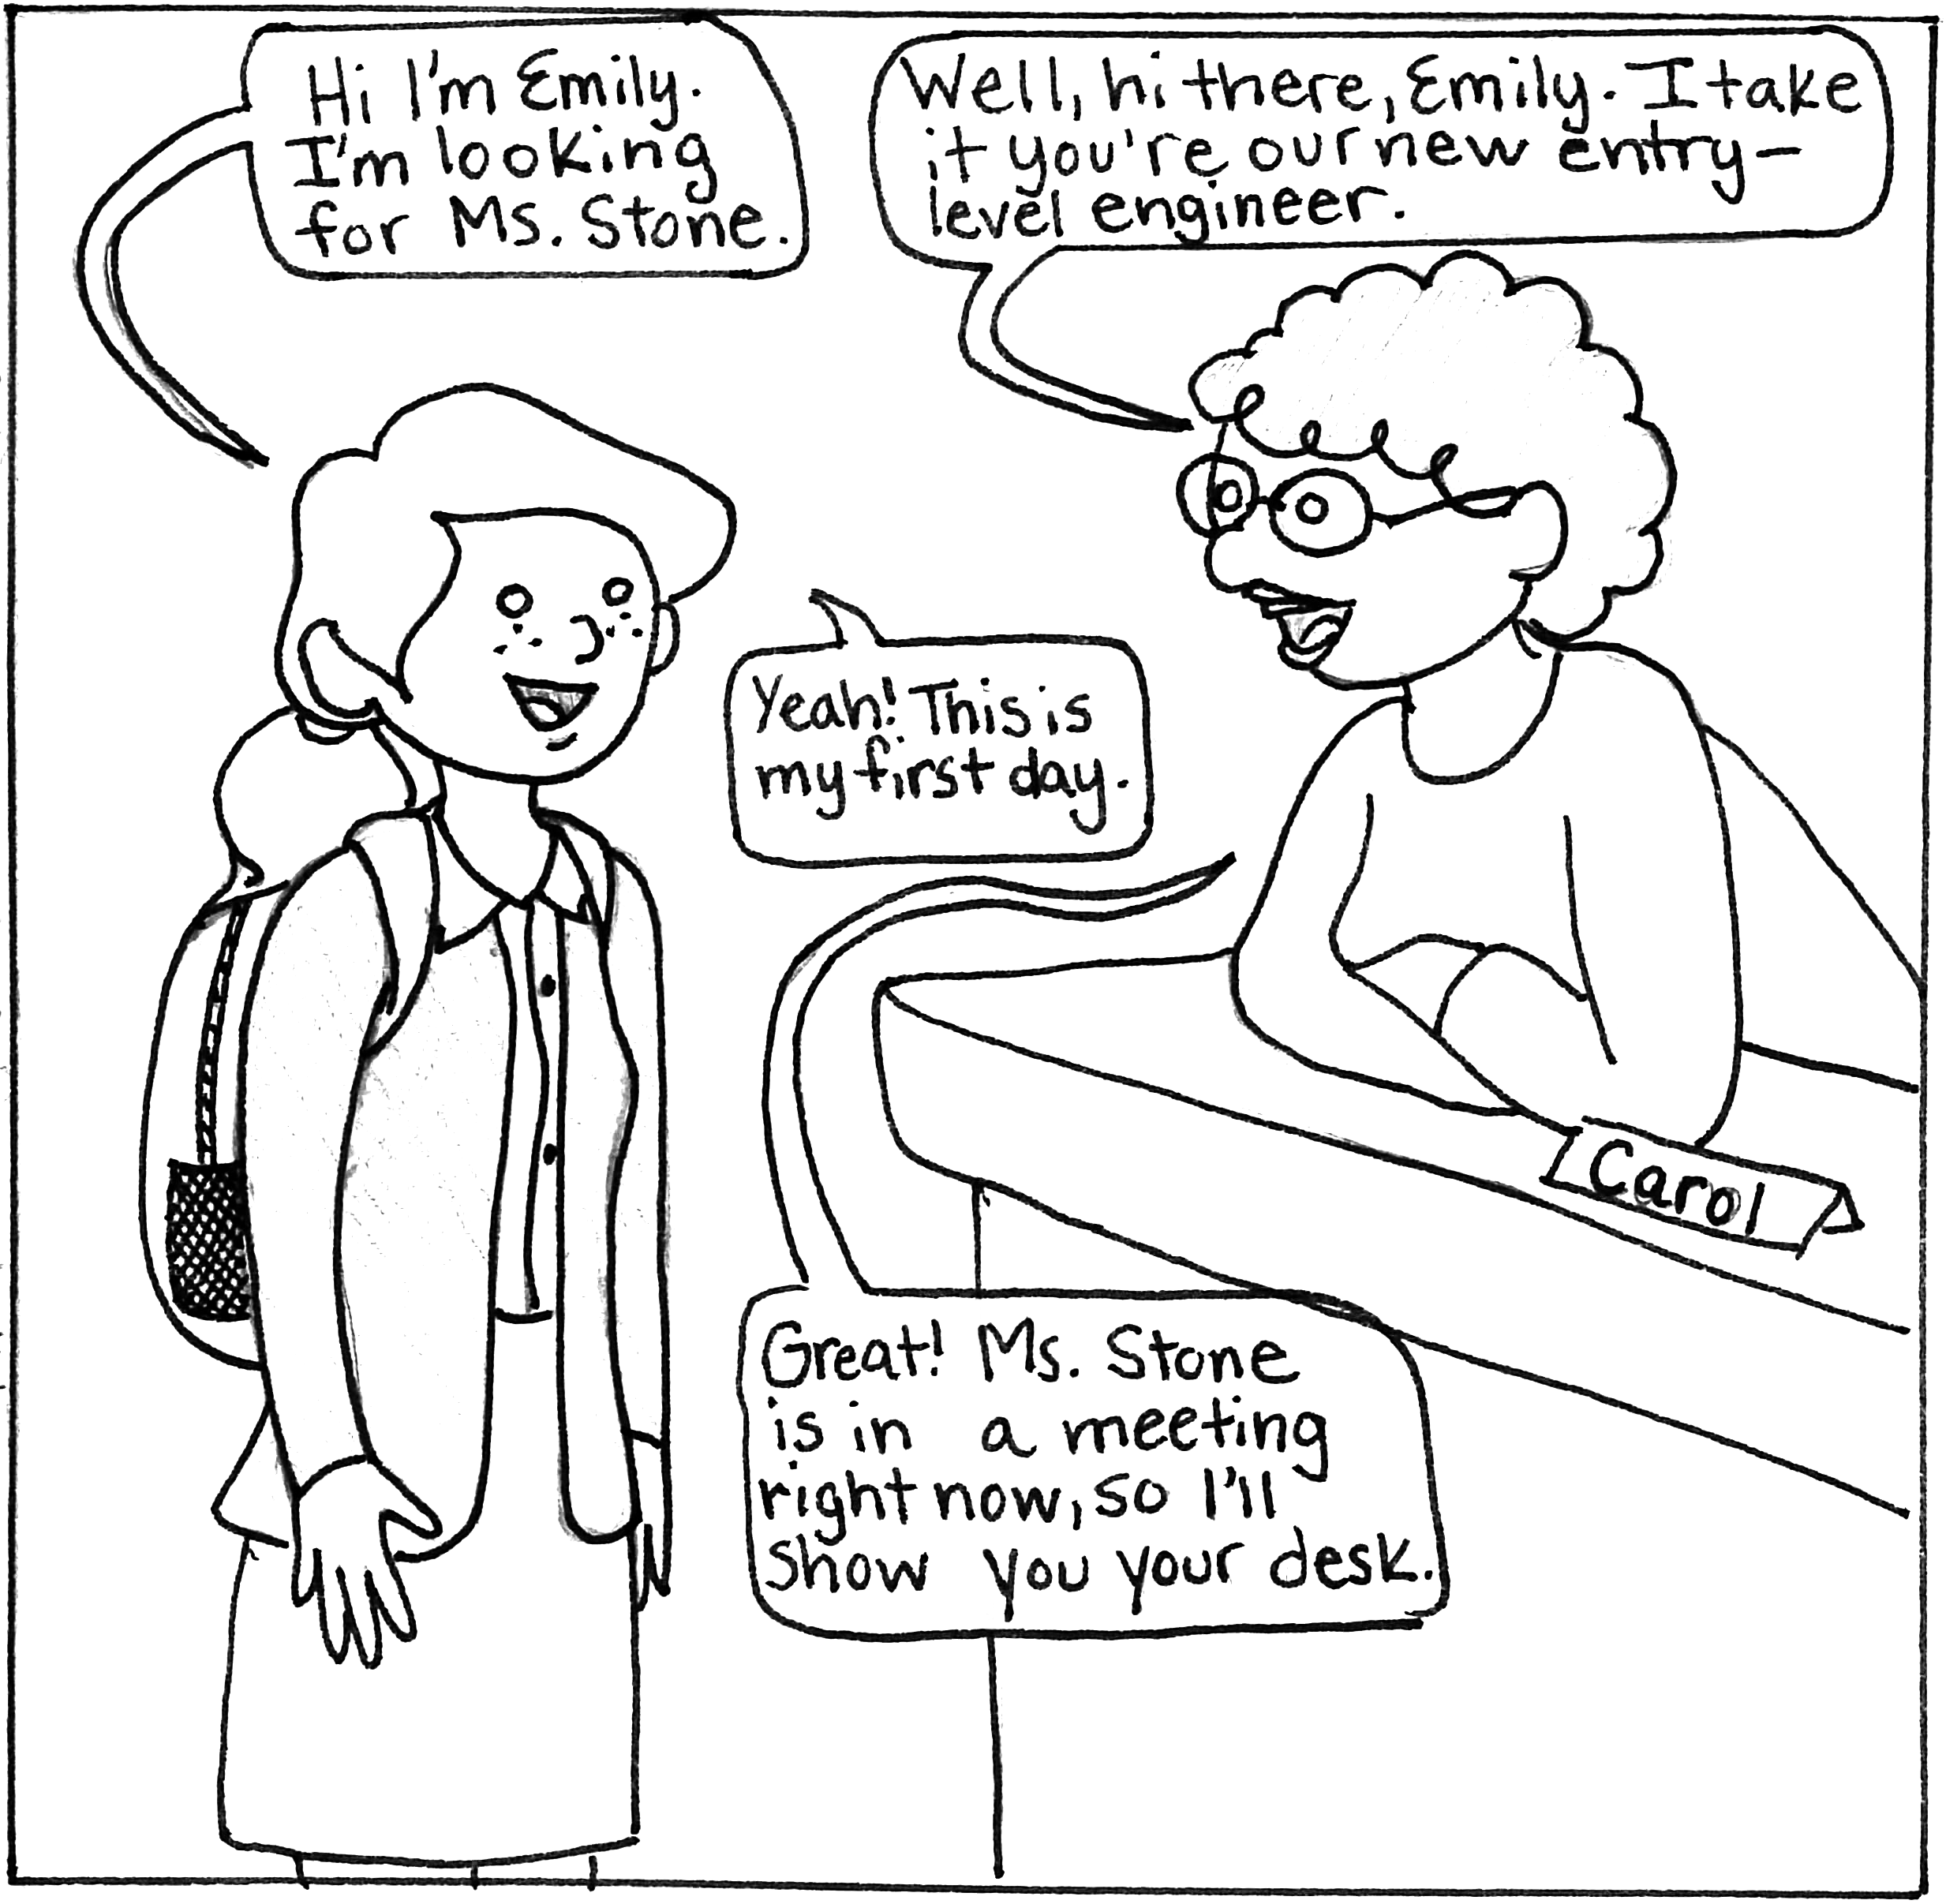 Hi I'm Emily.
I'm looking
for Ms. Stone.
Well, hi there, Emily. I take
it you're our new entry-
level engineer.
Yeah! This is
my first day.
Great! Ms. Stone
is in a meeting
right now, so I'll
show you your desk.
Carol